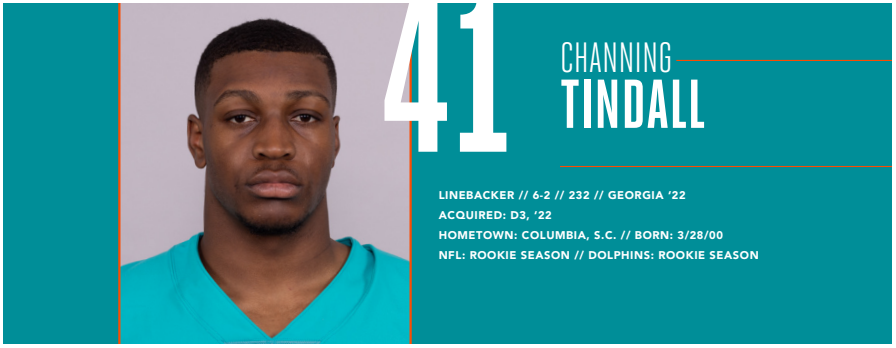 41
CHANNING
TINDALL
LINEBACKER // 6-2 // 232 // GEORGIA '22
ACQUIRED: D3, '22
HOMETOWN: COLUMBIA, S.C. // BORN: 3/28/00
NFL: ROOKIE SEASON // DOLPHINS: ROOKIE SEASON